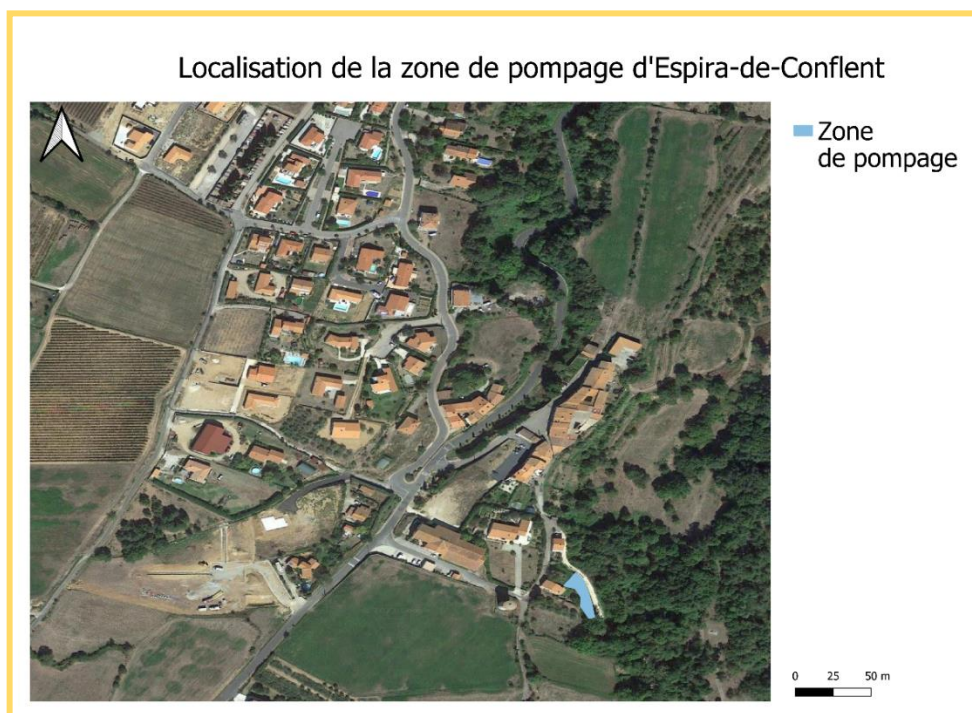 Localisation de la zone de pompage d'Espira-de-Conflent
Zone
de pompage
0 25 50 m